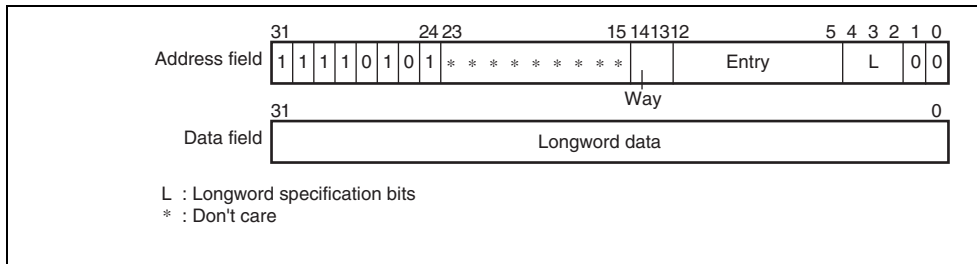 31 24 23 15 14 13 12 5 4 3 2 1 0
Address field 1 1 1 1 0 1 0 1 * * * * * * * * * Entry L 0 0
Way
31 0
Data field Longword data
L : Longword specification bits
* : Don't care